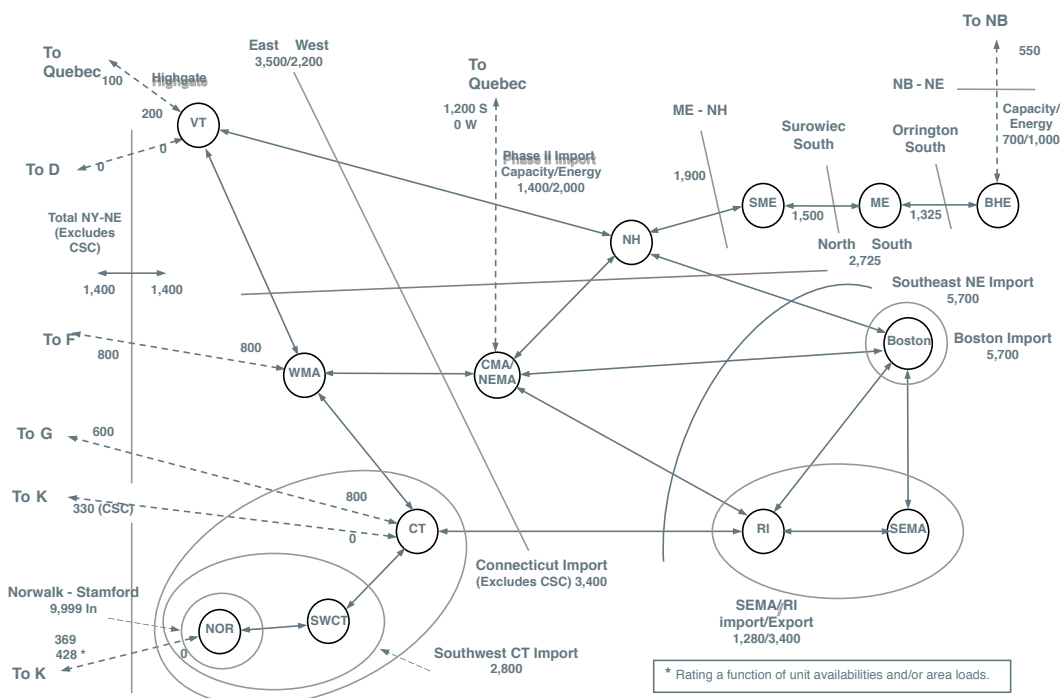 To NB
550
NB - NE
Capacity/
Energy
700/1,000
East West
3,500/2,200
To
Quebec
100
Highgate
200
VT
0
0
To D
To
Quebec
1,200 S
0 W
Phase II Import
Capacity/Energy
1,400/2,000
ME - NH
1,900
Surowiec
South
Orrington
South
SME
1,500
ME
1,325
BHE
Total NY-NE
(Excludes
CSC)
1,400 1,400
NH
North South
2,725
Southeast NE Import
5,700
Boston
Boston Import
5,700
To F
800
800
WMA
CMA/
NEMA
To G
600
To K
330 (CSC)
800
0
CT
RI
SEMA
Connecticut Import
(Excludes CSC) 3,400
Norwalk - Stamford
9,999 In
SEMA/RI
import/Export
1,280/3,400
NOR
SWCT
369
428 *
0
To K
Southwest CT Import
2,800
* Rating a function of unit availabilities and/or area loads.